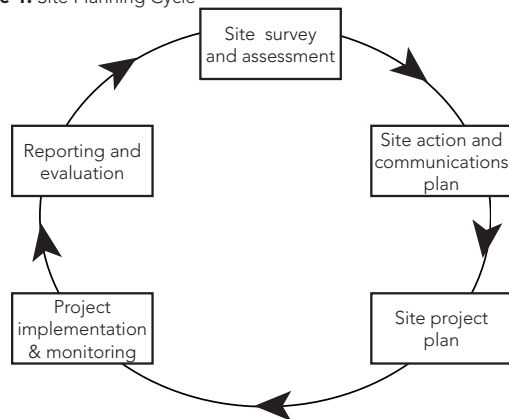 Site Planning Cycle
Site survey
and assessment
Site action and
communications
plan
Site project
plan
Project
implementation
& monitoring
Reporting and
evaluation